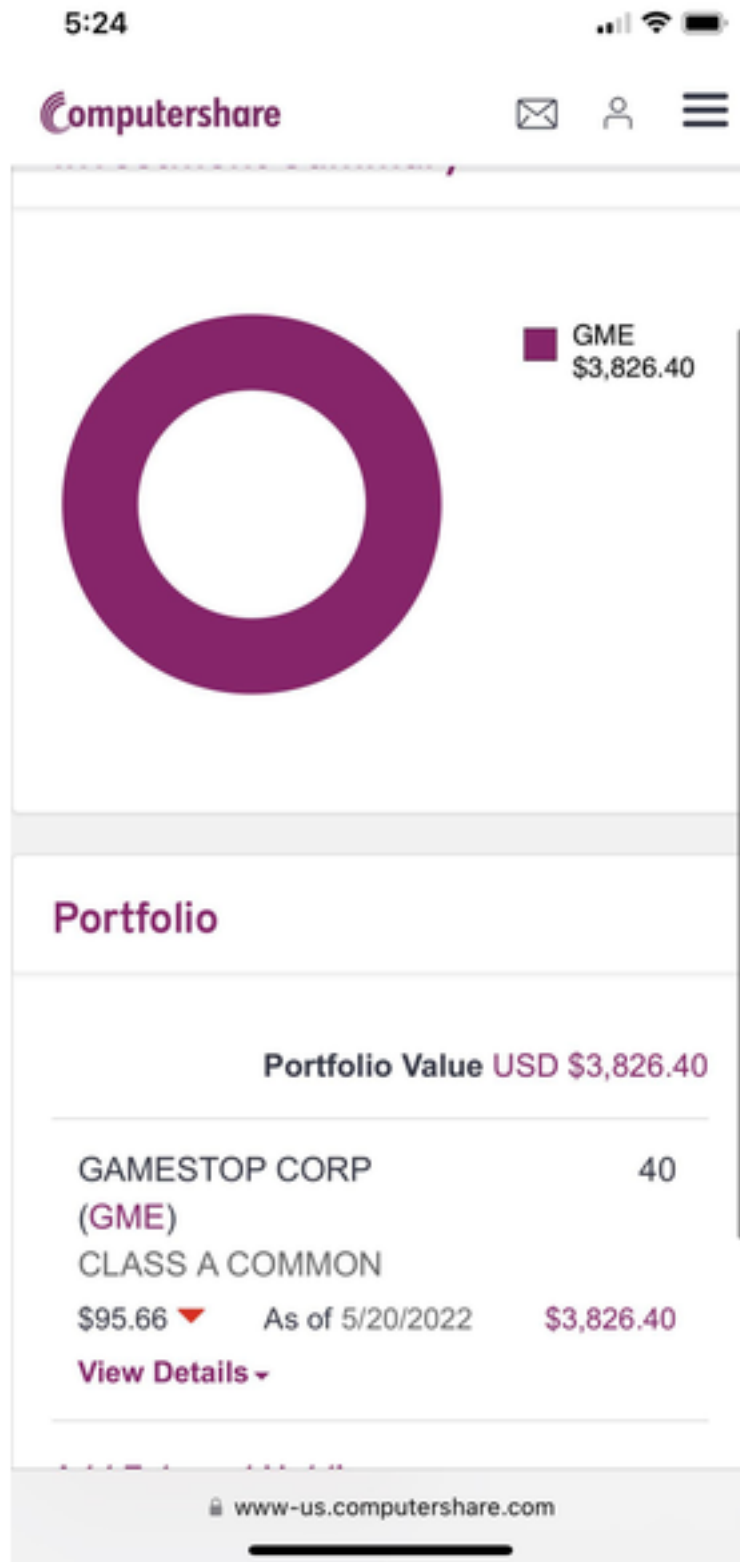 5:24
Computershare
GME
$3,826.40
Portfolio
Portfolio Value USD $3,826.40
GAMESTOP CORP 40
(GME)
CLASS A COMMON
$95.66 As of 5/20/2022 $3,826.40
View Details
www-us.computershare.com